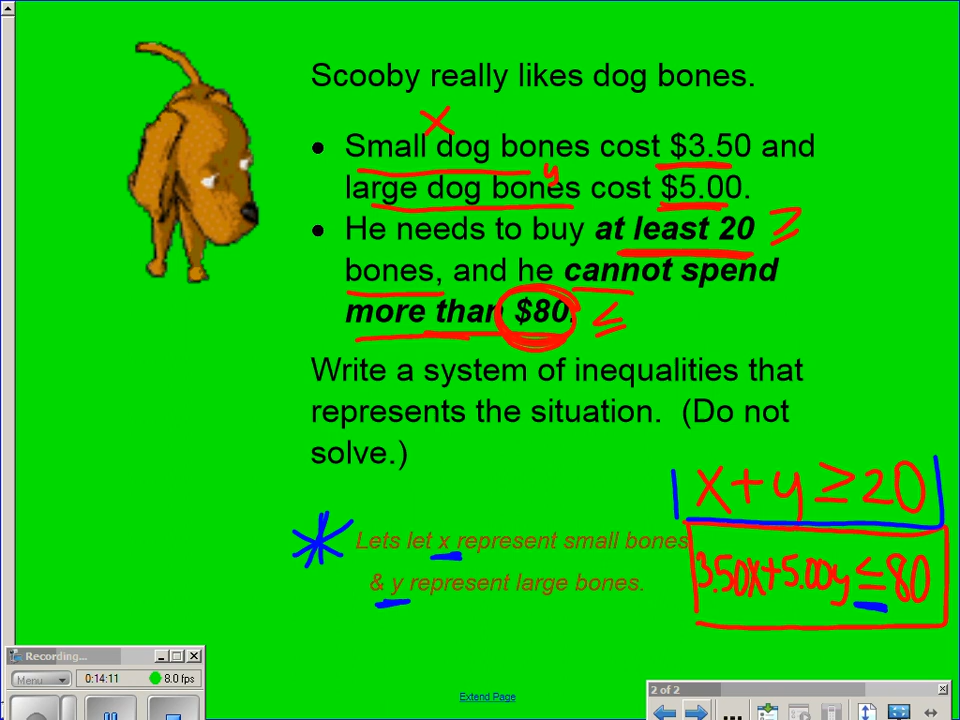 Scooby really likes dog bones.
x
• Small dog bones cost $3.50 and
y
large dog bones cost $5.00.
• He needs to buy at least 20 ≥
bones, and he cannot spend
more than $80. ≤
Write a system of inequalities that
represents the situation. (Do not
solve.)
x+y≥20
Lets let x represent small bones
3.50x+5.00y≤80
& y represent large bones.
Recording...
Menu
0:14:11
8.0 fps
Extend Page
2 of 2